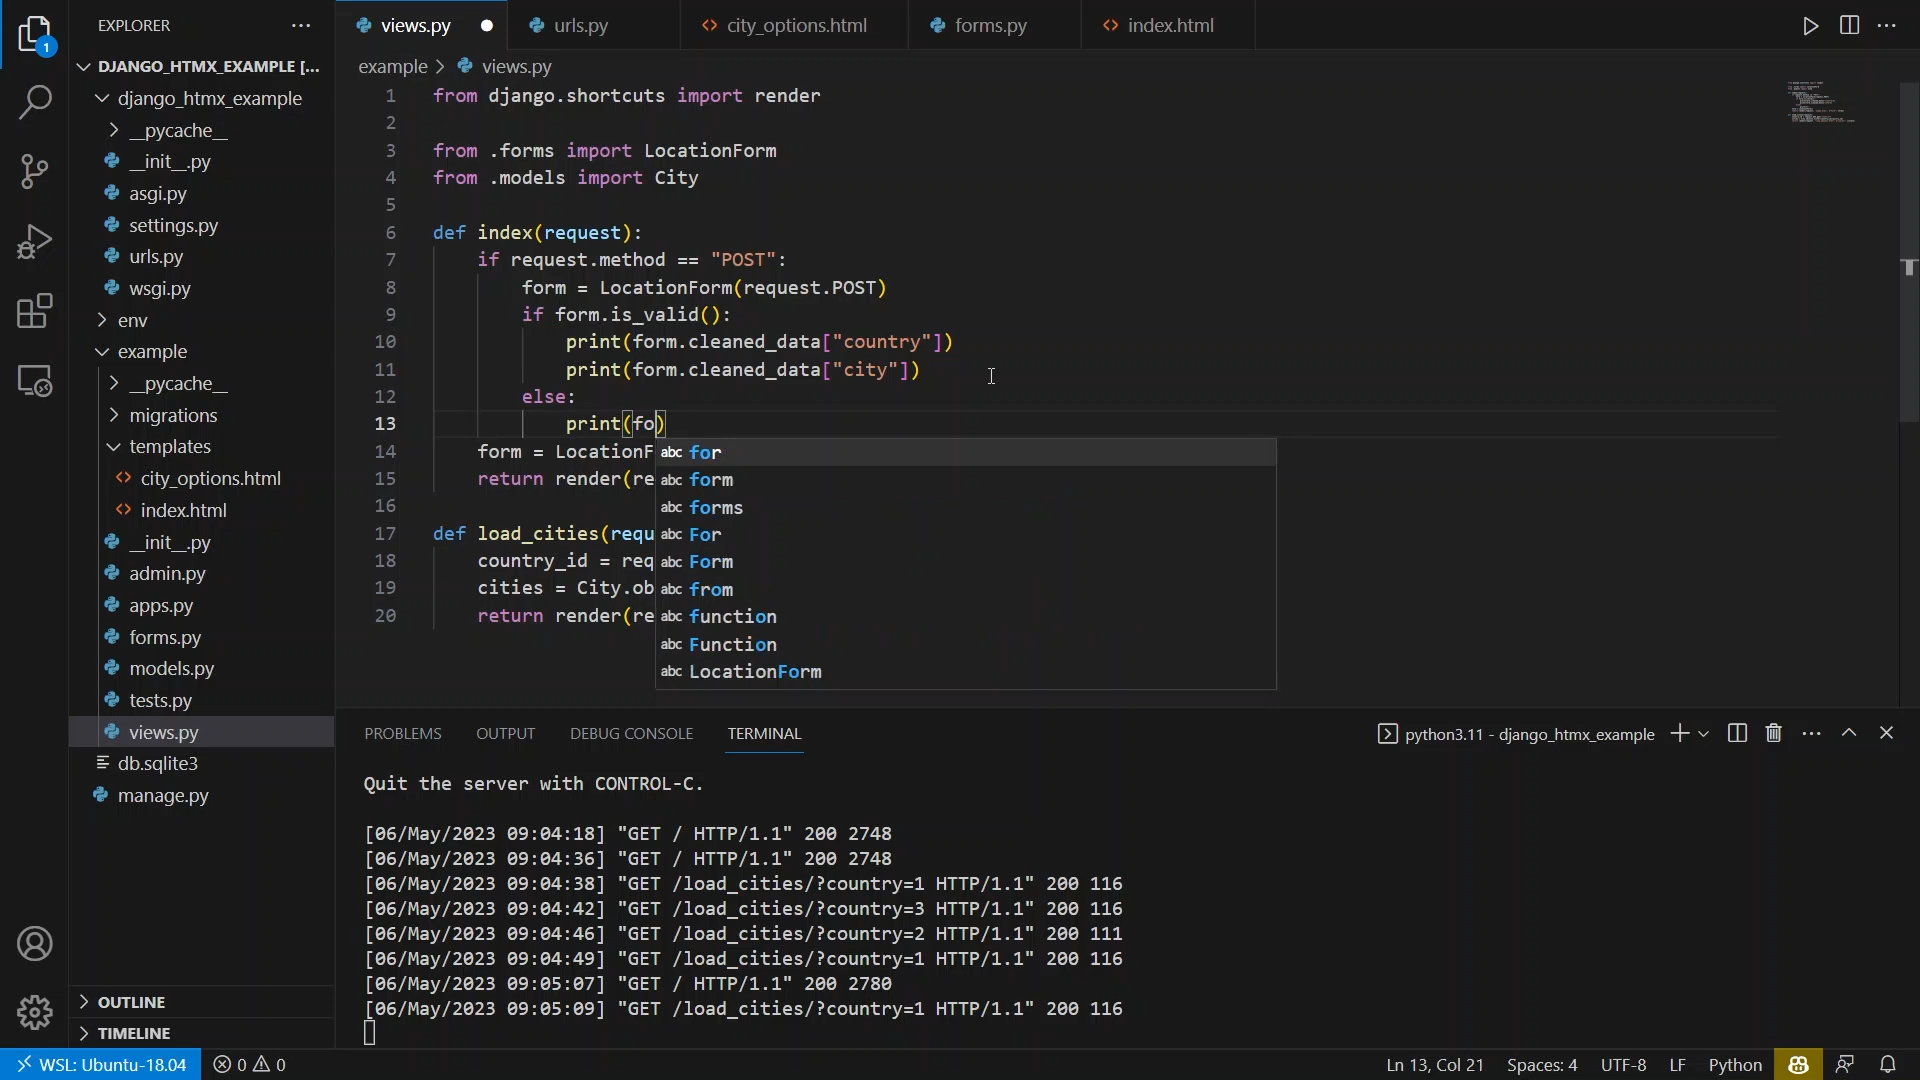 EXPLORER
views.py
urls.py
city_options.html
forms.py
index.html
1
DJANGO_HTMX_EXAMPLE [...
django_htmx_example
__pycache__
__init__.py
asgi.py
settings.py
urls.py
wsgi.py
env
example
__pycache__
migrations
templates
city_options.html
index.html
__init__.py
admin.py
apps.py
forms.py
models.py
tests.py
views.py
db.sqlite3
manage.py
OUTLINE
TIMELINE
example > views.py
1 from django.shortcuts import render
2
3 from .forms import LocationForm
4 from .models import City
5
6 def index(request):
7 if request.method == "POST":
8 form = LocationForm(request.POST)
9 if form.is_valid():
10 print(form.cleaned_data["country"])
11 print(form.cleaned_data["city"])
12 else:
13 print(fo)
14 form = LocationF
15 return render(re
16
17 def load_cities(requ
18 country_id = req
19 cities = City.ob
20 return render(re
abc for
abc form
abc forms
abc For
abc Form
abc from
abc function
abc Function
abc LocationForm
PROBLEMS OUTPUT DEBUG CONSOLE TERMINAL
python3.11 - django_htmx_example
Quit the server with CONTROL-C.
[06/May/2023 09:04:18] "GET / HTTP/1.1" 200 2748
[06/May/2023 09:04:36] "GET / HTTP/1.1" 200 2748
[06/May/2023 09:04:38] "GET /load_cities/?country=1 HTTP/1.1" 200 116
[06/May/2023 09:04:42] "GET /load_cities/?country=3 HTTP/1.1" 200 116
[06/May/2023 09:04:46] "GET /load_cities/?country=2 HTTP/1.1" 200 111
[06/May/2023 09:04:49] "GET /load_cities/?country=1 HTTP/1.1" 200 116
[06/May/2023 09:05:07] "GET / HTTP/1.1" 200 2780
[06/May/2023 09:05:09] "GET /load_cities/?country=1 HTTP/1.1" 200 116
WSL: Ubuntu-18.04
0 0
Ln 13, Col 21
Spaces: 4
UTF-8
LF
Python